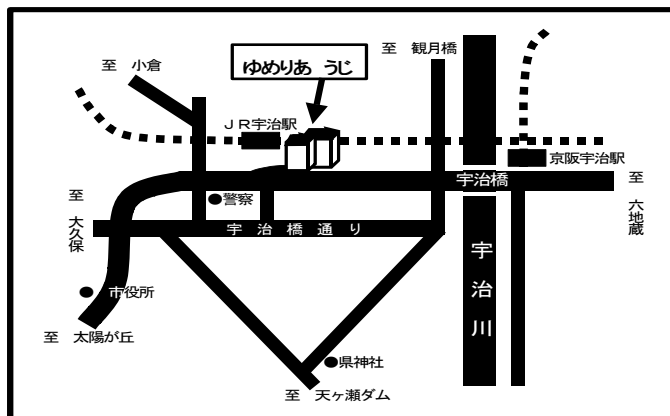 至　観月橋
至　小倉
ゆめりあ　うじ
ＪＲ宇治駅
京阪宇治駅
宇治橋
至　六地蔵
警察
至　大久保
宇治橋通り
宇治川
市役所
至　太陽が丘
県神社
至　天ヶ瀬ダム